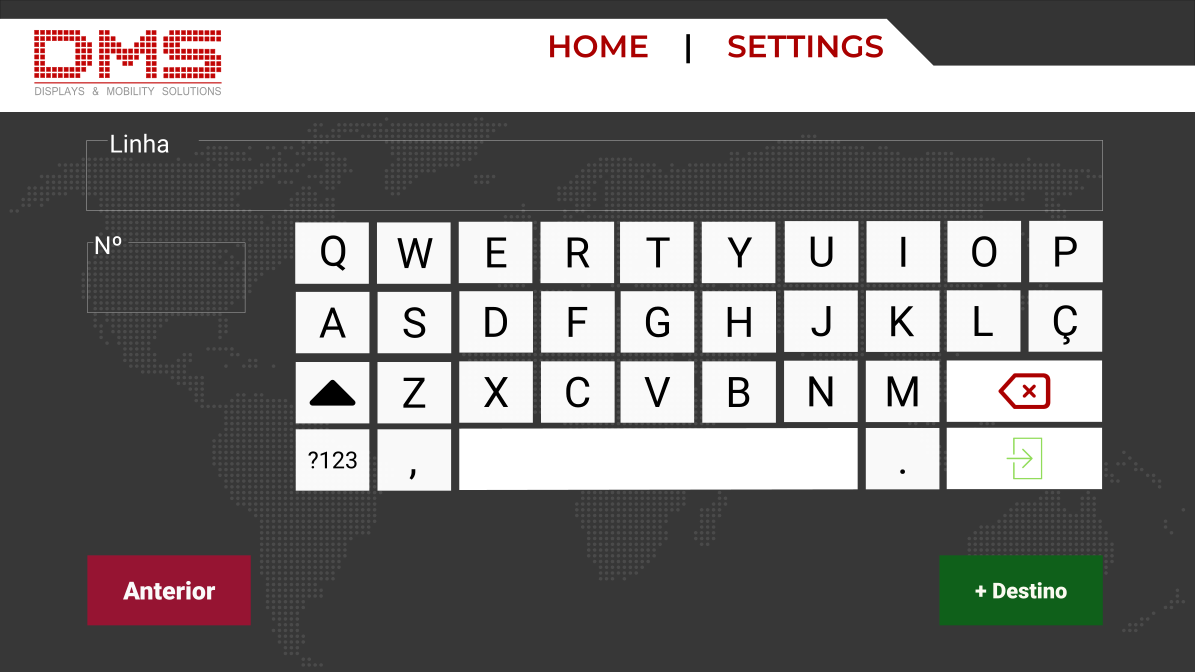 DMS
DISPLAYS & MOBILITY SOLUTIONS
HOME | SETTINGS
Linha
Nº
Q W E R T Y U I O P
A S D F G H J K L Ç
Z X C V B N M
?123 , .
Anterior
+ Destino